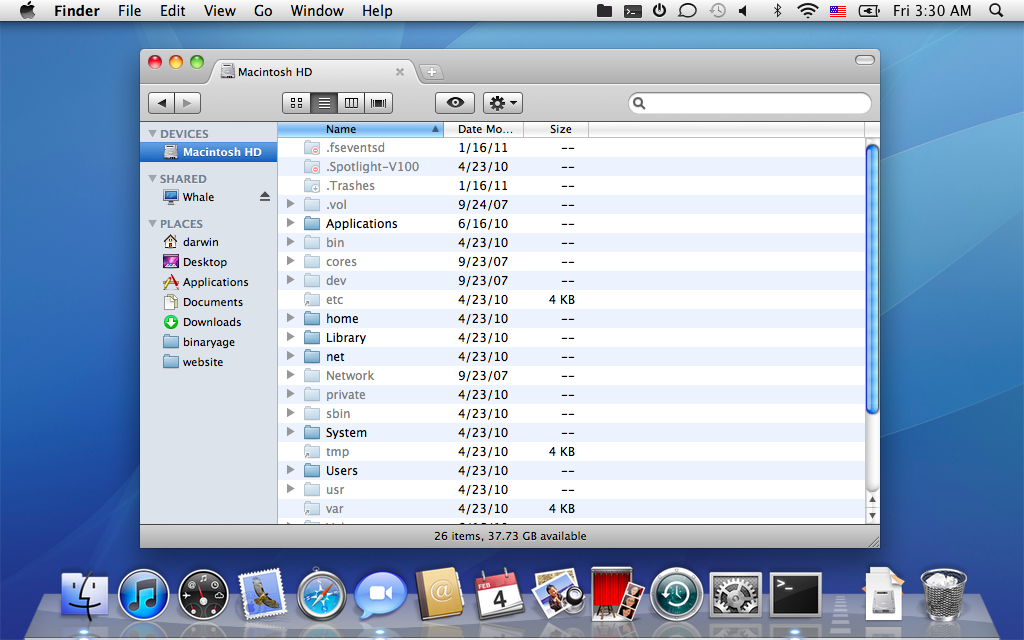 Finder File Edit View Go Window Help Fri 3:30 AM
Macintosh HD
Name Date Mo... Size
DEVICES
Macintosh HD
SHARED
Whale
PLACES
darwin
Desktop
Applications
Documents
Downloads
binaryage
website
.fseventsd 1/16/11 --
.Spotlight-V100 4/23/10 --
.Trashes 1/16/11 --
.vol 9/24/07 --
Applications 6/16/10 --
bin 4/23/10 --
cores 9/23/07 --
dev 9/23/07 --
etc 4/23/10 4 KB
home 4/23/10 --
Library 4/23/10 --
net 4/23/10 --
Network 9/23/07 --
private 4/23/10 --
sbin 4/23/10 --
System 4/23/10 --
tmp 4/23/10 4 KB
Users 4/23/10 --
usr 4/23/10 --
var 4/23/10 4 KB
26 items, 37.73 GB available
@
FEB
4
>_